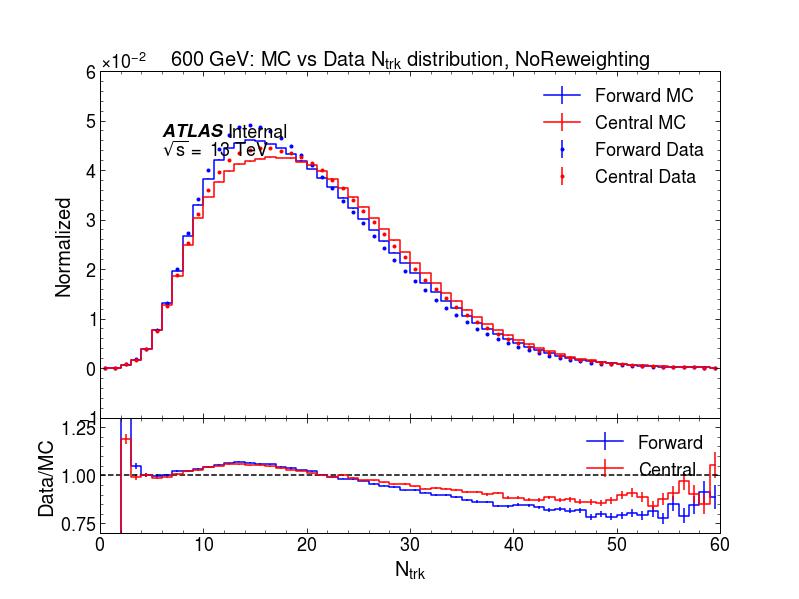 ×10−2
600 GeV: MC vs Data Ntrk distribution, NoReweighting
6
5
4
3
2
1
0
−1
Normalized
ATLAS Internal
√s = 13 TeV
Forward MC
Central MC
Forward Data
Central Data
1.25
1.00
0.75
Data/MC
Forward
Central
0 10 20 30 40 50 60
Ntrk